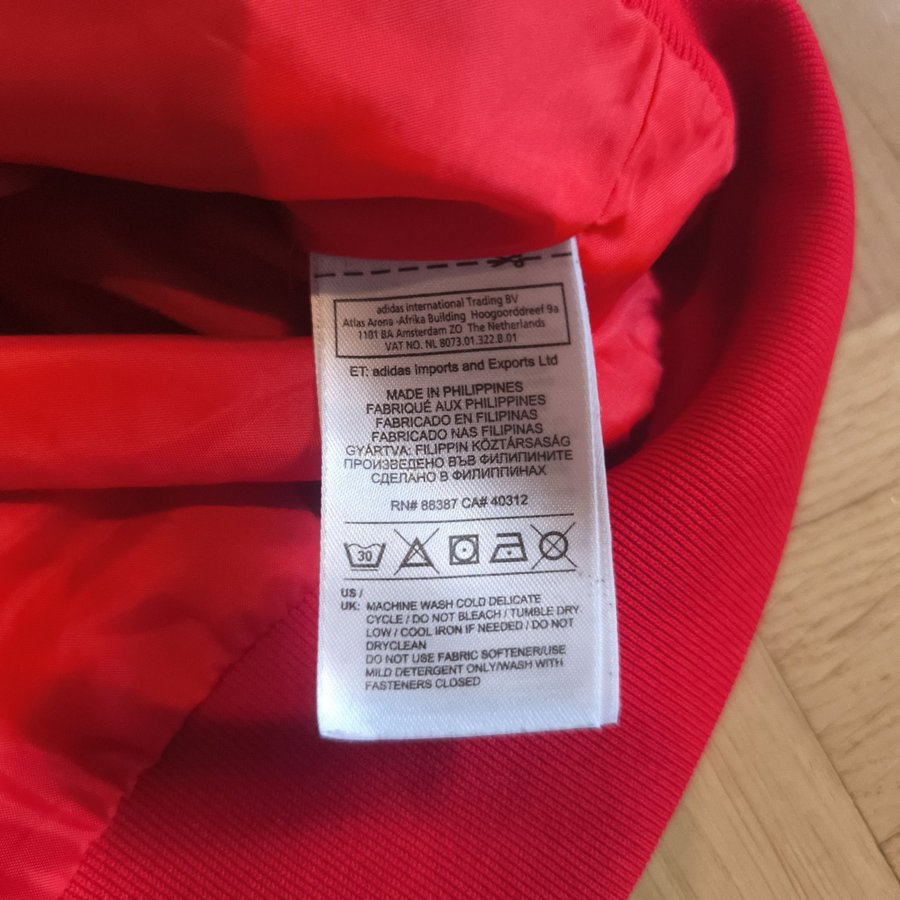 adidas international Trading BV
Atlas Arena -Afrika Building Hoogoorddreef 9a
1101 BA Amsterdam ZO The Netherlands
VAT NO. NL 8073.01.322.B.01
ET: adidas Imports and Exports Ltd
MADE IN PHILIPPINES
FABRIQUÉ AUX PHILIPPINES
FABRICADO EN FILIPINAS
FABRICADO NAS FILIPINAS
GYÁRTVA: FILIPPIN KÖZTÁRSASÁG
ПРОИЗВЕДЕНО ВЪВ ФИЛИПИНИТЕ
СДЕЛАНО В ФИЛИППИНАХ
RN# 88387 CA# 40312
30
US /
UK: MACHINE WASH COLD DELICATE
CYCLE / DO NOT BLEACH / TUMBLE DRY
LOW / COOL IRON IF NEEDED / DO NOT
DRYCLEAN
DO NOT USE FABRIC SOFTENER/USE
MILD DETERGENT ONLY/WASH WITH
FASTENERS CLOSED